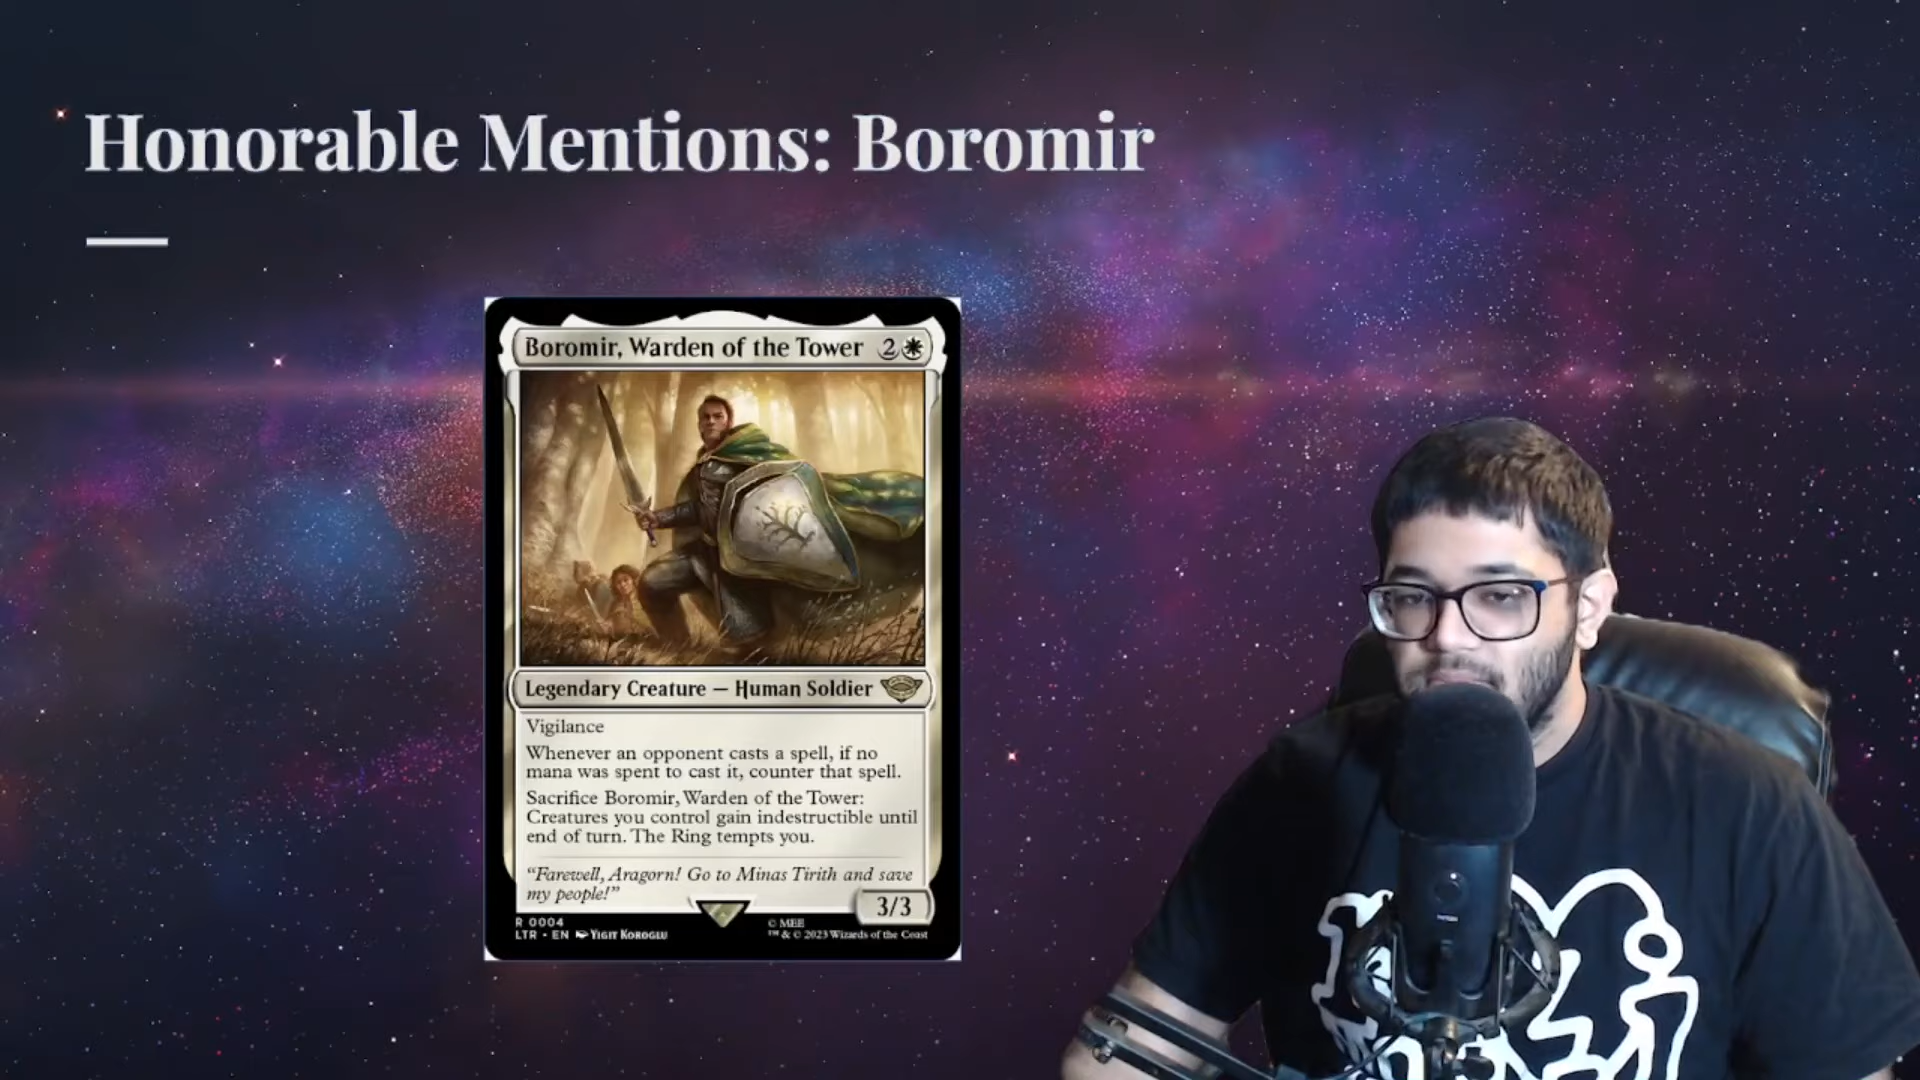 Honorable Mentions: Boromir
Boromir, Warden of the Tower 2
Legendary Creature — Human Soldier
Vigilance
Whenever an opponent casts a spell, if no
mana was spent to cast it, counter that spell.
Sacrifice Boromir, Warden of the Tower:
Creatures you control gain indestructible until
end of turn. The Ring tempts you.
“Farewell, Aragorn! Go to Minas Tirith and save
my people!”
3/3
R 0004
LTR • EN Yigit Koroglu
© MEE
™ & © 2023 Wizards of the Coast